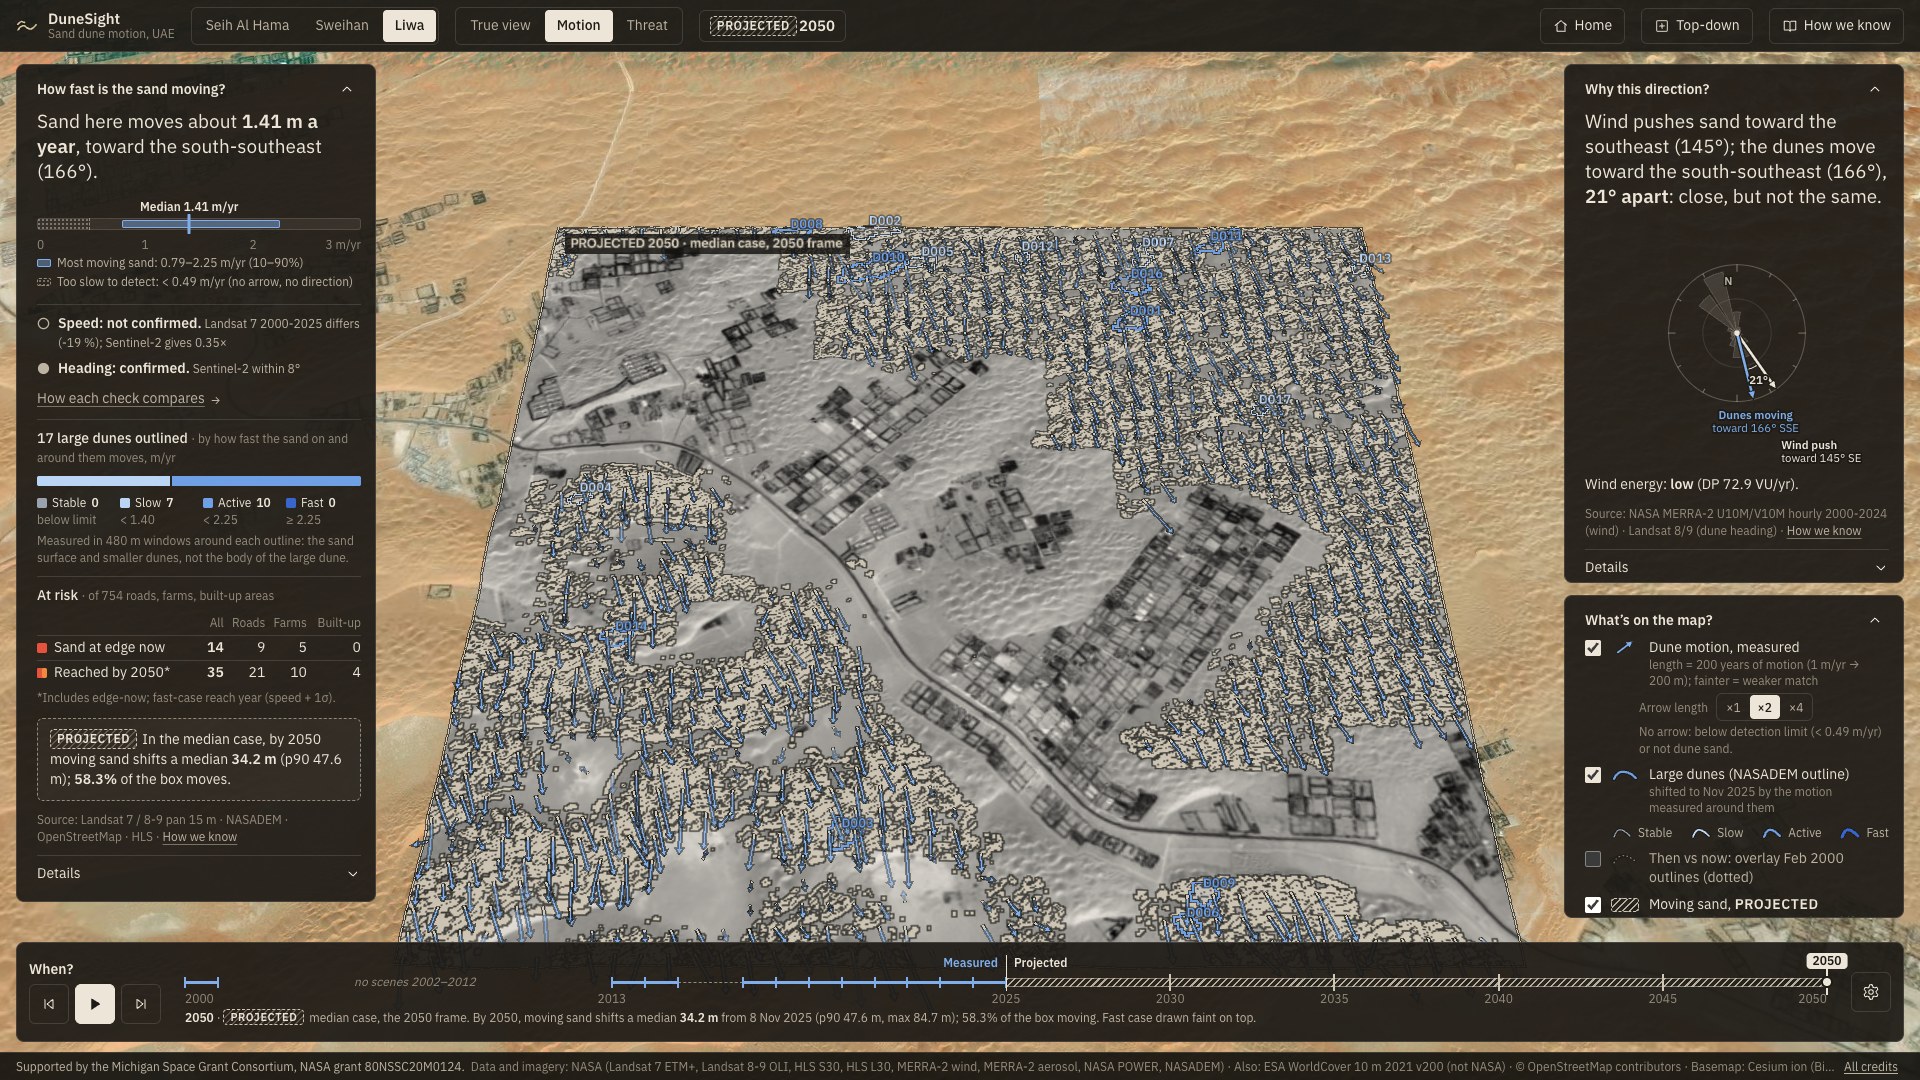 DuneSight
Sand dune motion, UAE
Seih Al Hama
Sweihan
Liwa
True view
Motion
Threat
PROJECTED 2050
Home
Top-down
How we know
How fast is the sand moving?
Sand here moves about 1.41 m a
year, toward the south-southeast
(166°).
Median 1.41 m/yr
0 1 2 3 m/yr
Most moving sand: 0.79–2.25 m/yr (10–90%)
Too slow to detect: < 0.49 m/yr (no arrow, no direction)
Speed: not confirmed. Landsat 7 2000-2025 differs
(-19 %); Sentinel-2 gives 0.35×
Heading: confirmed. Sentinel-2 within 8°
How each check compares →
17 large dunes outlined · by how fast the sand on and
around them moves, m/yr
Stable 0 Slow 7 Active 10 Fast 0
below limit < 1.40 < 2.25 ≥ 2.25
Measured in 480 m windows around each outline: the sand
surface and smaller dunes, not the body of the large dune.
At risk · of 754 roads, farms, built-up areas
All Roads Farms Built-up
Sand at edge now 14 9 5 0
Reached by 2050* 35 21 10 4
*Includes edge-now; fast-case reach year (speed + 1σ).
PROJECTED In the median case, by 2050
moving sand shifts a median 34.2 m (p90 47.6
m); 58.3% of the box moves.
Source: Landsat 7 / 8-9 pan 15 m · NASADEM ·
OpenStreetMap · HLS · How we know
Details
D008
D002
PROJECTED 2050 · median case, 2050 frame
D010
D005
D012
D007
D011
D013
D016
D001
D017
D004
D014
D003
D009
D006
Why this direction?
Wind pushes sand toward the
southeast (145°); the dunes move
toward the south-southeast (166°),
21° apart: close, but not the same.
N
21°
Dunes moving
toward 166° SSE
Wind push
toward 145° SE
Wind energy: low (DP 72.9 VU/yr).
Source: NASA MERRA-2 U10M/V10M hourly 2000-2024
(wind) · Landsat 8/9 (dune heading) · How we know
Details
What's on the map?
Dune motion, measured
length = 200 years of motion (1 m/yr →
200 m); fainter = weaker match
Arrow length ×1 ×2 ×4
No arrow: below detection limit (< 0.49 m/yr)
or not dune sand.
Large dunes (NASADEM outline)
shifted to Nov 2025 by the motion
measured around them
Stable Slow Active Fast
Then vs now: overlay Feb 2000
outlines (dotted)
Moving sand, PROJECTED
When?
Measured Projected
2050
no scenes 2002–2012
2000 2013 2025 2030 2035 2040 2045 2050
2050 · PROJECTED median case, the 2050 frame. By 2050, moving sand shifts a median 34.2 m from 8 Nov 2025 (p90 47.6 m, max 84.7 m); 58.3% of the box moving. Fast case drawn faint on top.
Supported by the Michigan Space Grant Consortium, NASA grant 80NSSC20M0124. Data and imagery: NASA (Landsat 7 ETM+, Landsat 8-9 OLI, HLS S30, HLS L30, MERRA-2 wind, MERRA-2 aerosol, NASA POWER, NASADEM) · Also: ESA WorldCover 10 m 2021 v200 (not NASA) · © OpenStreetMap contributors · Basemap: Cesium ion (Bi... All credits